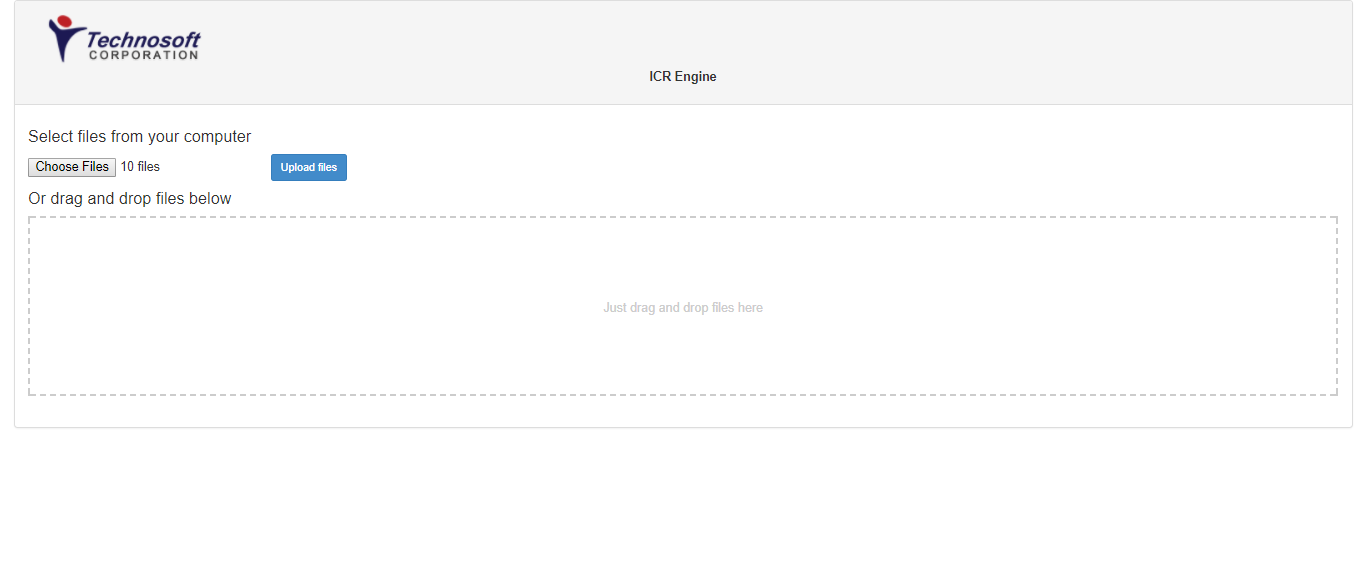 Technosoft
CORPORATION
ICR Engine
Select files from your computer
Choose Files 10 files Upload files
Or drag and drop files below
Just drag and drop files here